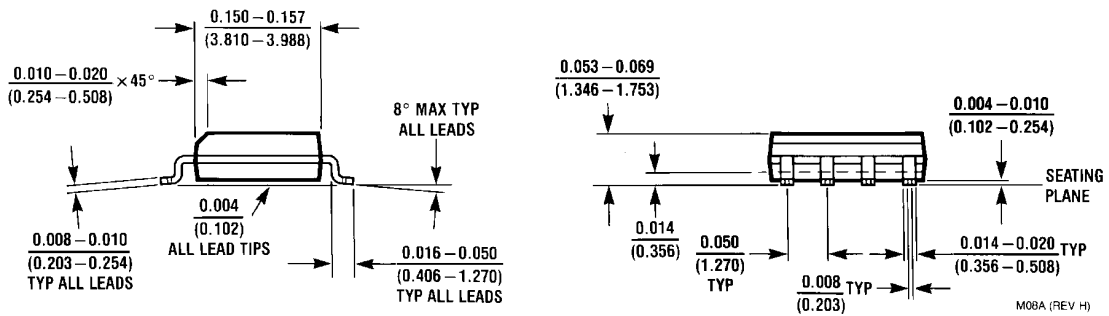 0.150 – 0.157
(3.810 – 3.988)
0.010 – 0.020 × 45°
(0.254 – 0.508)
8° MAX TYP
ALL LEADS
0.004
(0.102)
ALL LEAD TIPS
0.008 – 0.010
(0.203 – 0.254)
TYP ALL LEADS
0.016 – 0.050
(0.406 – 1.270)
TYP ALL LEADS
0.053 – 0.069
(1.346 – 1.753)
0.004 – 0.010
(0.102 – 0.254)
SEATING
PLANE
0.014
(0.356)
0.050
(1.270)
TYP
0.014 – 0.020 TYP
(0.356 – 0.508)
0.008 TYP
(0.203)
M08A (REV H)